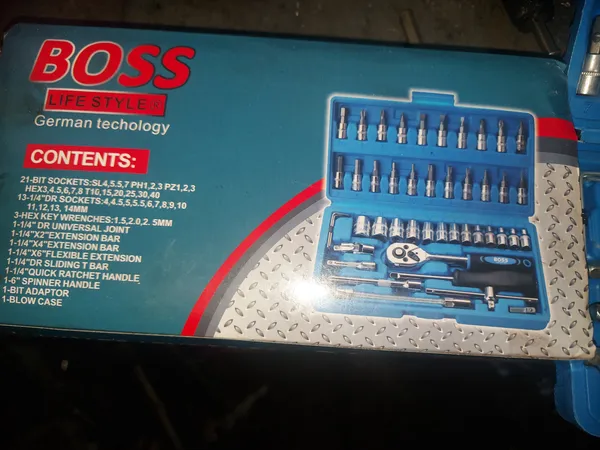 BOSS
LIFE STYLE
German techology
CONTENTS:
21-BIT SOCKETS:SL4,5.5,7 PH1,2,3 PZ1,2,3
HEX3,4,5,6,7,8 T10,15,20,25,30,40
13-1/4"DR SOCKETS:4,4.5,5,5.5,6,7,8,9,10
11,12,13, 14MM
3-HEX KEY WRENCHES:1.5,2.0,2. 5MM
1-1/4"DR UNIVERSAL JOINT
1-1/4"X2"EXTENSION BAR
1-1/4"X4"EXTENSION BAR
1-1/4"X6"FLEXIBLE EXTENSION
1-1/4"DR SLIDING T BAR
1-1/4"QUICK RATCHET HANDLE
1-6" SPINNER HANDLE
1-BIT ADAPTOR
1-BLOW CASE
BOSS